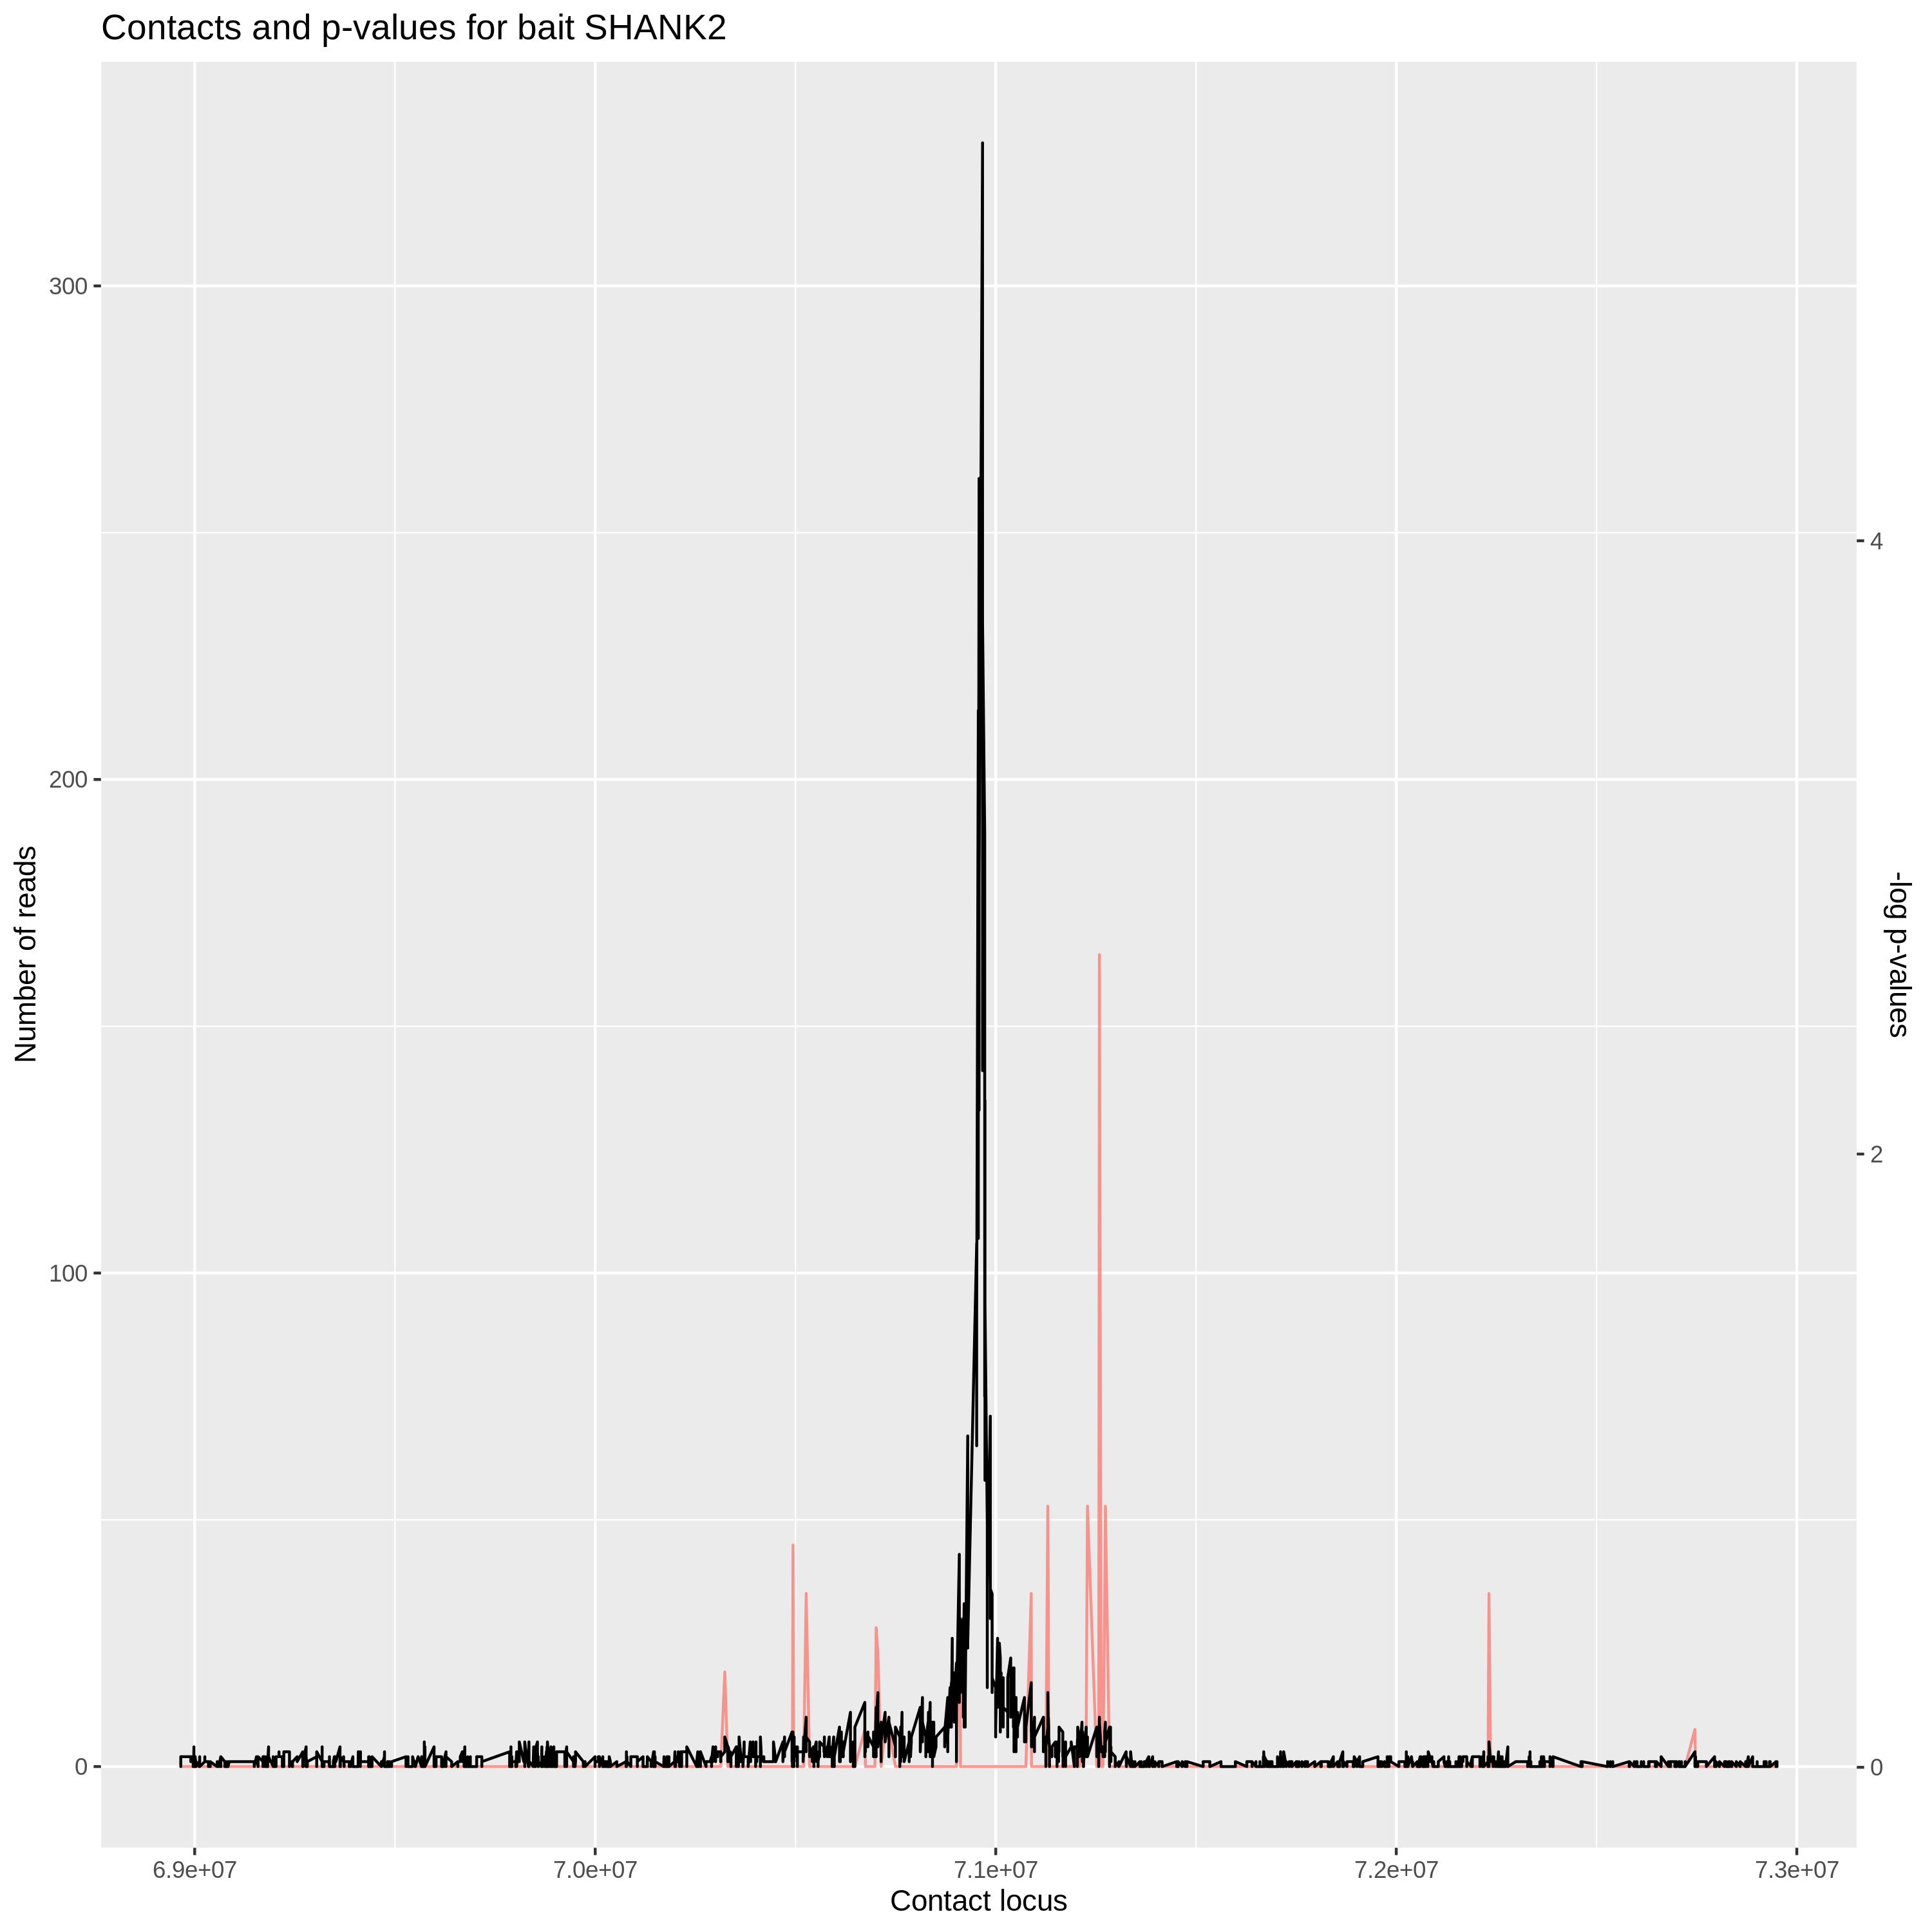 Contacts and p-values for bait SHANK2
300
200
100
0
Number of reads
4
2
0
-log p-values
6.9e+07
7.0e+07
7.1e+07
7.2e+07
7.3e+07
Contact locus